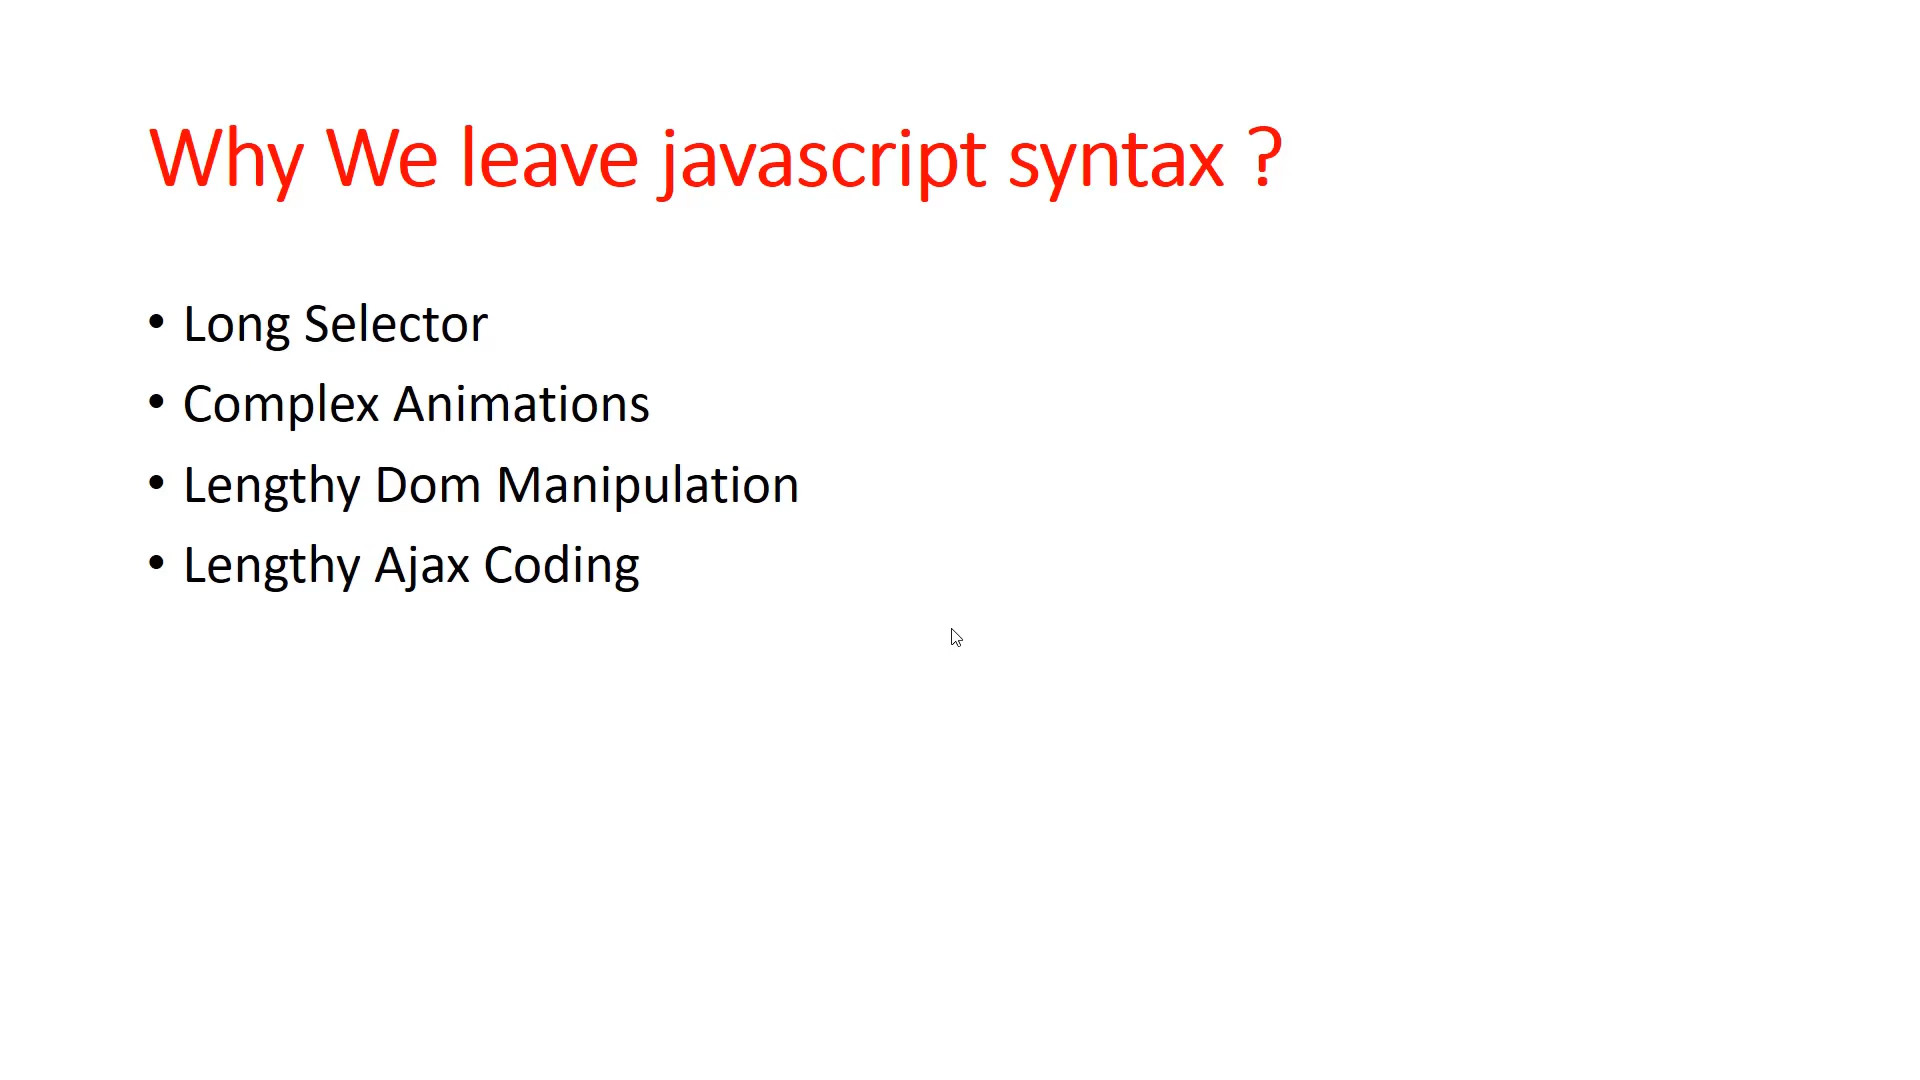 Why We leave javascript syntax ?
• Long Selector
• Complex Animations
• Lengthy Dom Manipulation
• Lengthy Ajax Coding